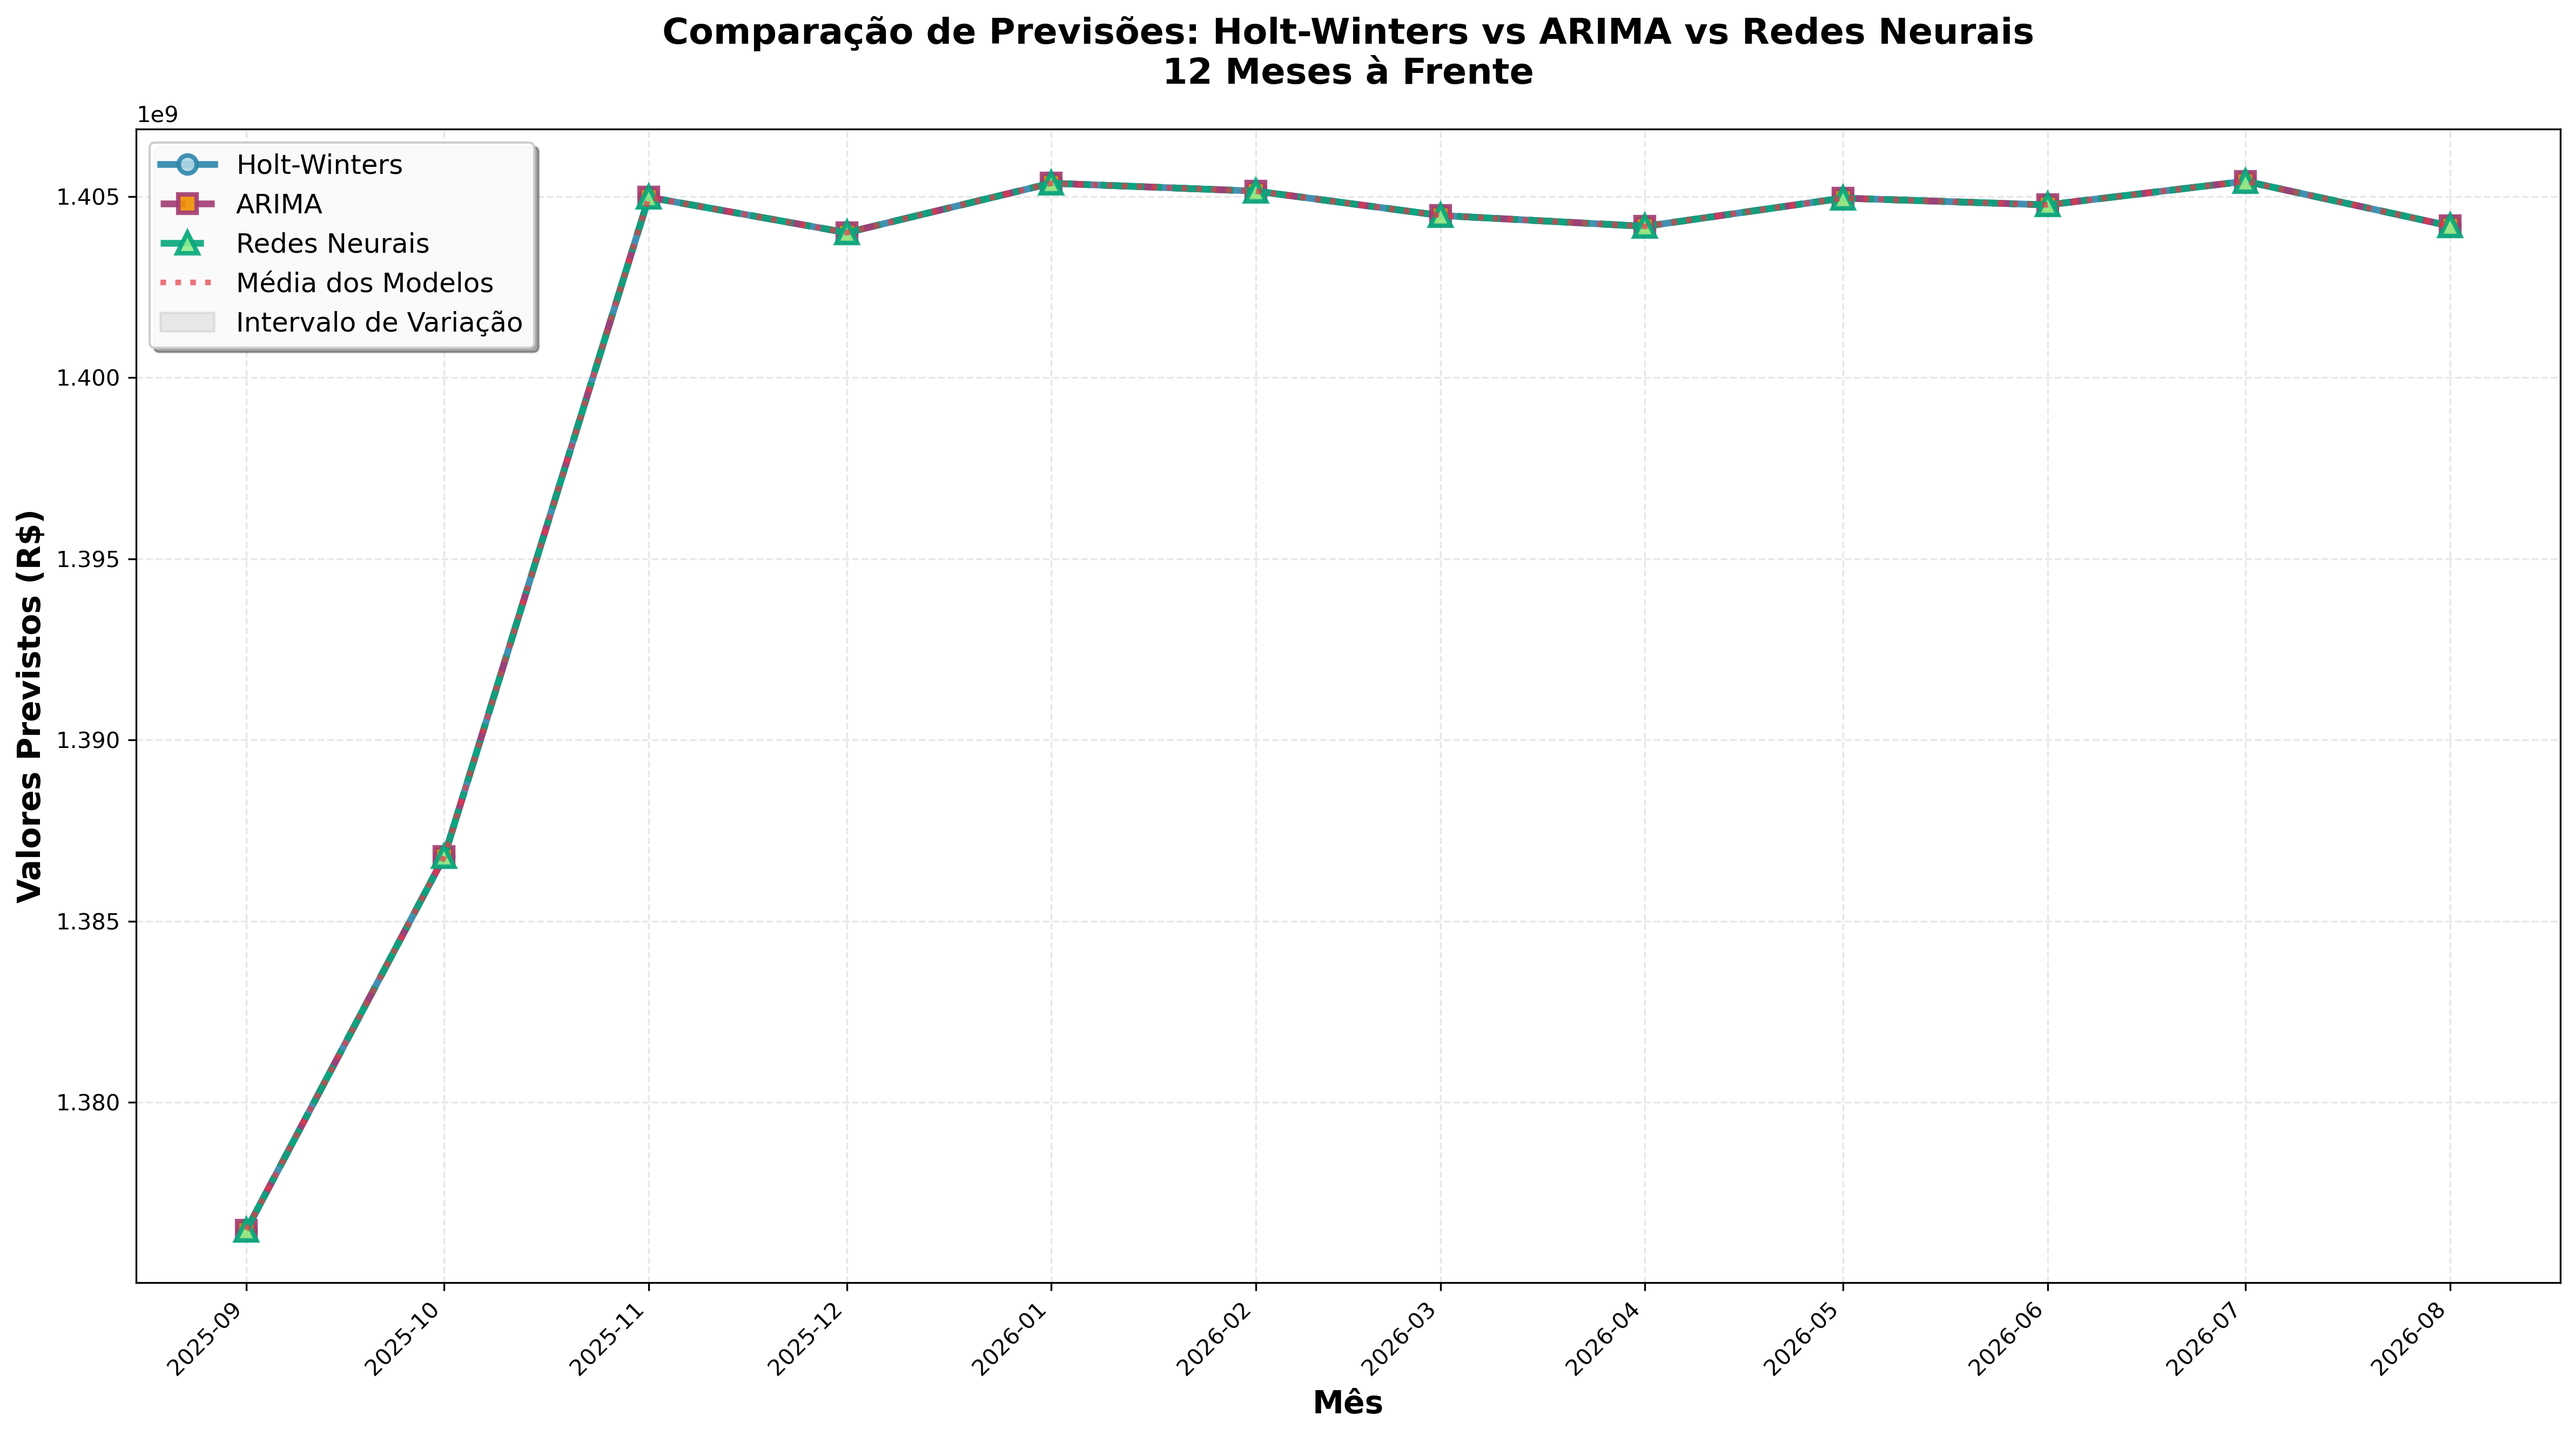 Comparação de Previsões: Holt-Winters vs ARIMA vs Redes Neurais
12 Meses à Frente
1e9
Holt-Winters
ARIMA
Redes Neurais
Média dos Modelos
Intervalo de Variação
1.405
1.400
1.395
1.390
1.385
1.380
Valores Previstos (R$)
2025-09
2025-10
2025-11
2025-12
2026-01
2026-02
2026-03
2026-04
2026-05
2026-06
2026-07
2026-08
Mês